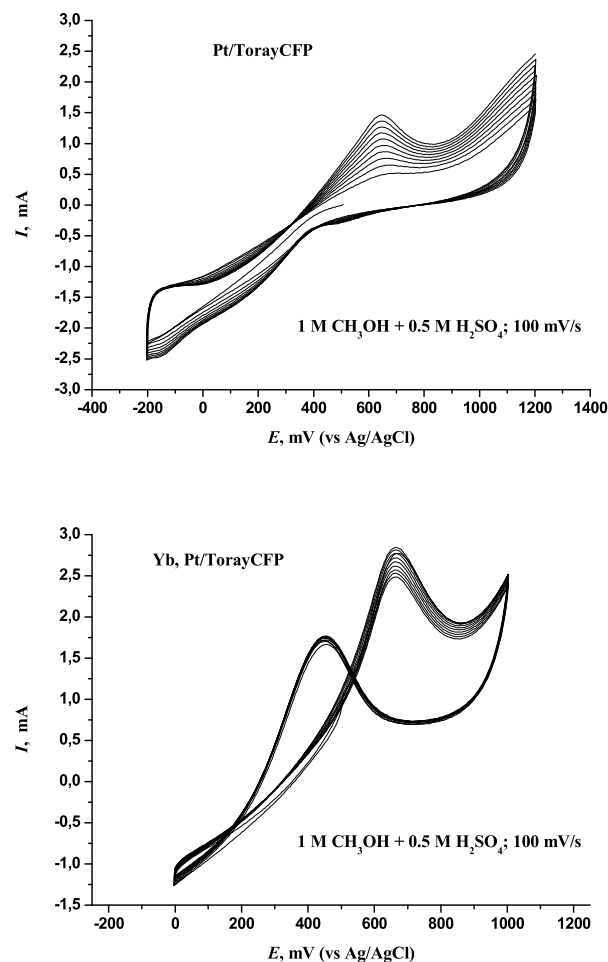 3,0
Pt/TorayCFP
2,5
2,0
1,5
1,0
0,5
0,0
-0,5
-1,0
-1,5
-2,0
-2,5
-3,0
I, mA
1 M CH₃OH + 0.5 M H₂SO₄; 100 mV/s
-400 -200 0 200 400 600 800 1000 1200 1400
E, mV (vs Ag/AgCl)
3,0
Yb, Pt/TorayCFP
2,5
2,0
1,5
1,0
0,5
0,0
-0,5
-1,0
-1,5
I, mA
1 M CH₃OH + 0.5 M H₂SO₄; 100 mV/s
-200 0 200 400 600 800 1000 1200
E, mV (vs Ag/AgCl)